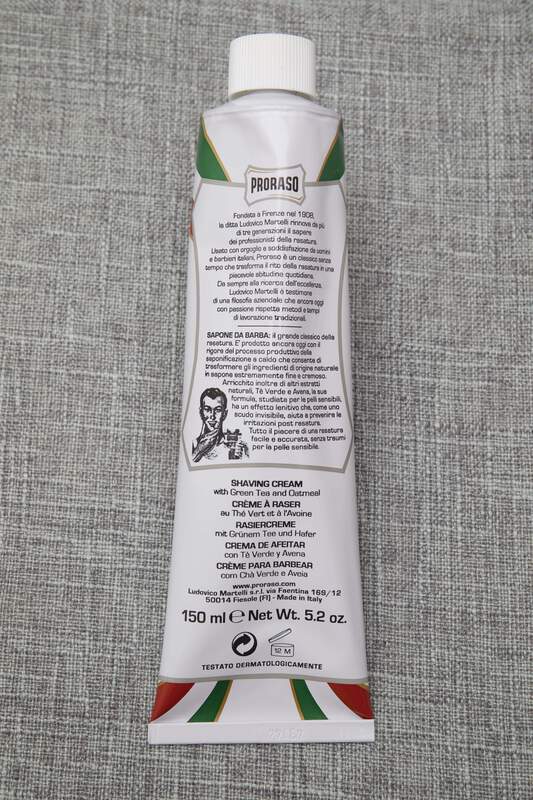 PRORASO
Fondata a Firenze nel 1908,
la ditta Ludovico Martelli rinnova da più
di tre generazioni il sapere
dei professionisti della rasatura.
Usato con orgoglio e soddisfazione da uomini
e barbieri italiani, Proraso è un classico senza
tempo che trasforma il rito della rasatura in una
piacevole abitudine quotidiana.
Da sempre alla ricerca dell'eccellenza,
Ludovico Martelli è testimone
di una filosofia aziendale che ancora oggi
con passione rispetta metodi e tempi
di lavorazione tradizionali.
SAPONE DA BARBA: il grande classico della
rasatura. E' prodotto ancora oggi con il
rigore del processo produttivo della
saponificazione a caldo che consente di
trasformare gli ingredienti di origine naturale
in sapone estremamente fine e cremoso.
Arricchito inoltre di altri estratti
naturali, Tè Verde e Avena, la sua
formula, studiata per le pelli sensibili,
ha un effetto lenitivo che, come uno
scudo invisibile, aiuta a prevenire le
irritazioni post rasatura.
Tutto il piacere di una rasatura
facile e accurata, senza traumi
per la pelle sensibile.
SHAVING CREAM
with Green Tea and Oatmeal
CRÈME À RASER
au Thé Vert et à l'Avoine
RASIERCREME
mit Grünem Tee und Hafer
CREMA DE AFEITAR
con Tè Verde y Avena
CRÈME PARA BARBEAR
com Chà Verde e Aveia
www.proraso.com
Ludovico Martelli s.r.l. via Faentina 169/12
50014 Fiesole (FI) - Made in Italy
150 ml ℮ Net Wt. 5.2 oz.
12 M
TESTATO DERMATOLOGICAMENTE